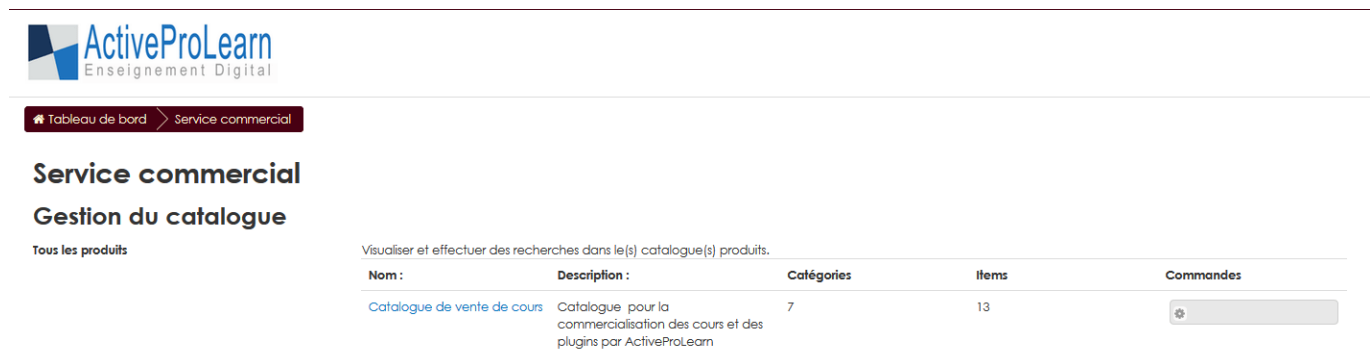 ActiveProLearn
Enseignement Digital
Tableau de bord Service commercial
Service commercial
Gestion du catalogue
Tous les produits
Visualiser et effectuer des recherches dans le(s) catalogue(s) produits.
Nom : Description : Catégories Items Commandes
Catalogue de vente de cours Catalogue pour la 7 13
commercialisation des cours et des
plugins par ActiveProLearn